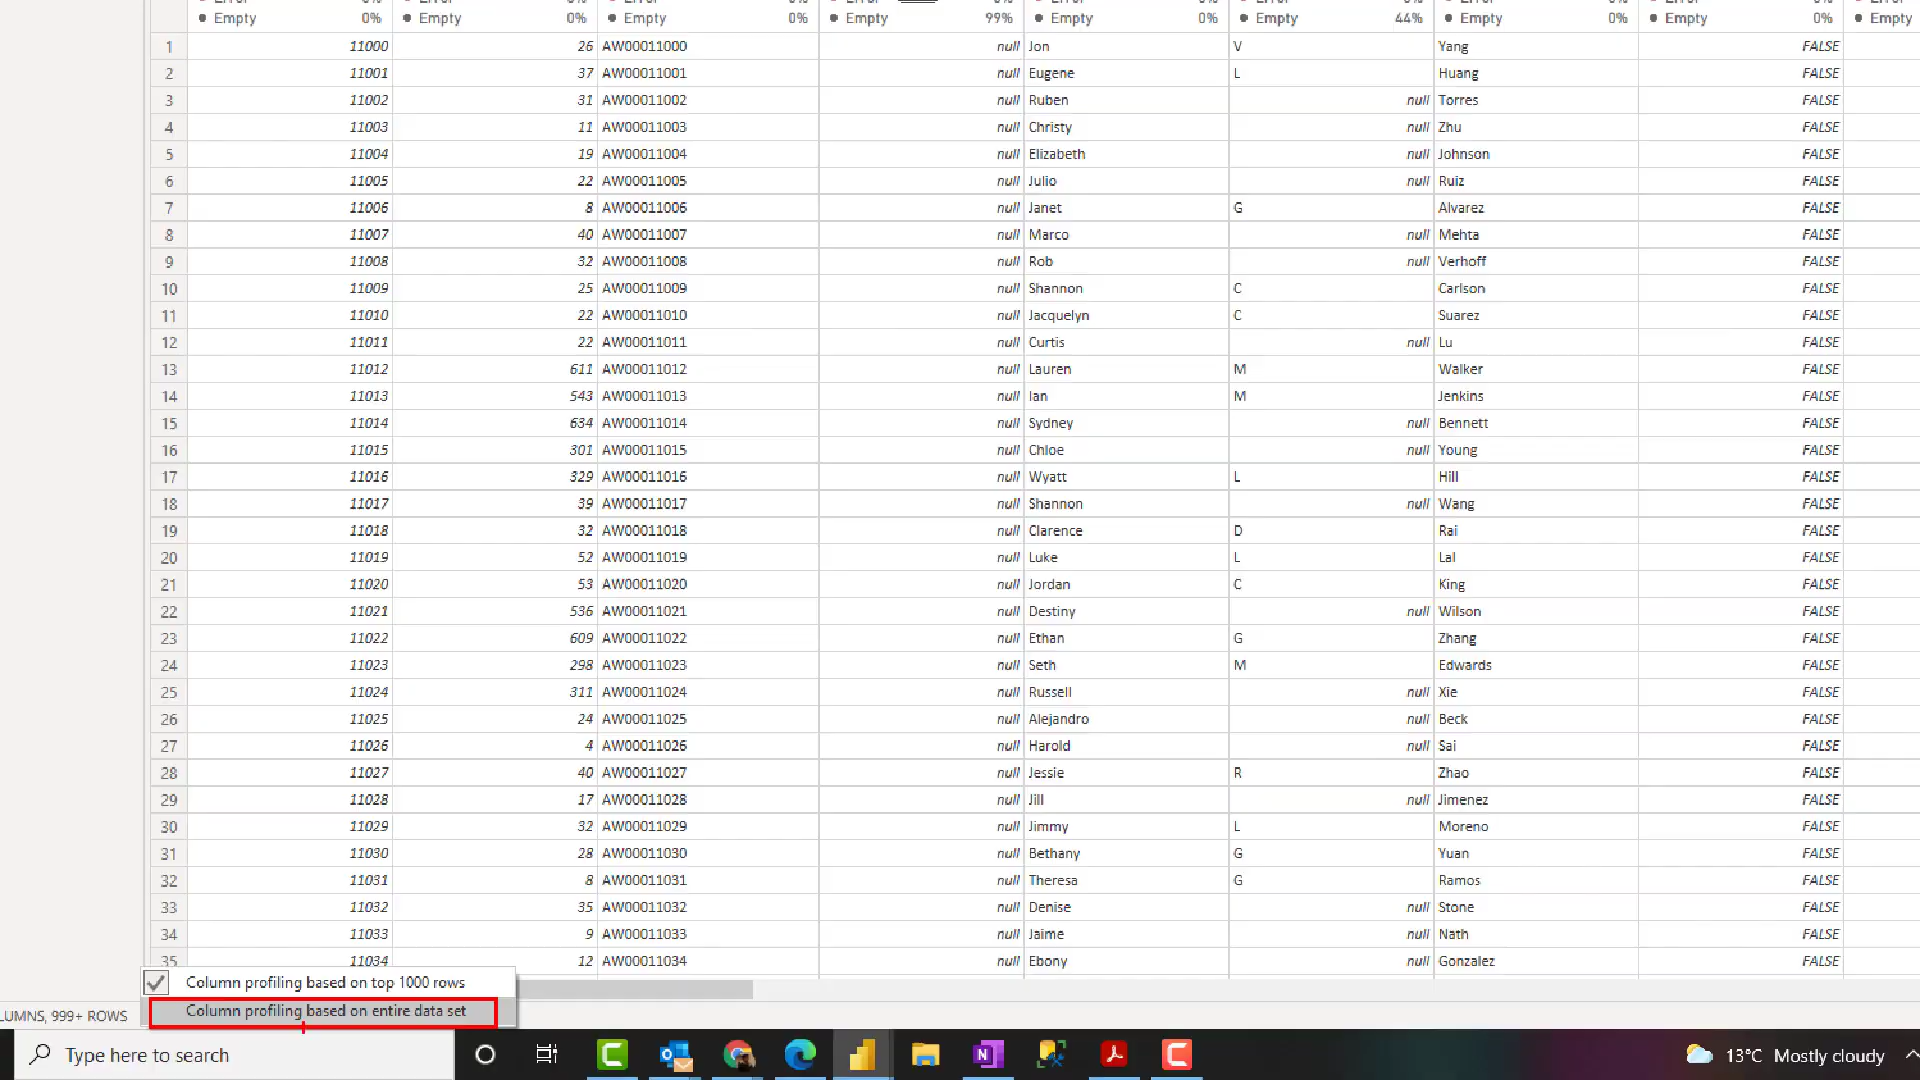 Empty 0% Empty 0% Empty 0% Empty 99% Empty 0% Empty 44% Empty 0% Empty 0% Empty
1 11000 26 AW00011000 null Jon V Yang FALSE
2 11001 37 AW00011001 null Eugene L Huang FALSE
3 11002 31 AW00011002 null Ruben null Torres FALSE
4 11003 11 AW00011003 null Christy null Zhu FALSE
5 11004 19 AW00011004 null Elizabeth null Johnson FALSE
6 11005 22 AW00011005 null Julio null Ruiz FALSE
7 11006 8 AW00011006 null Janet G Alvarez FALSE
8 11007 40 AW00011007 null Marco null Mehta FALSE
9 11008 32 AW00011008 null Rob null Verhoff FALSE
10 11009 25 AW00011009 null Shannon C Carlson FALSE
11 11010 22 AW00011010 null Jacquelyn C Suarez FALSE
12 11011 22 AW00011011 null Curtis null Lu FALSE
13 11012 611 AW00011012 null Lauren M Walker FALSE
14 11013 543 AW00011013 null Ian M Jenkins FALSE
15 11014 634 AW00011014 null Sydney null Bennett FALSE
16 11015 301 AW00011015 null Chloe null Young FALSE
17 11016 329 AW00011016 null Wyatt L Hill FALSE
18 11017 39 AW00011017 null Shannon null Wang FALSE
19 11018 32 AW00011018 null Clarence D Rai FALSE
20 11019 52 AW00011019 null Luke L Lal FALSE
21 11020 53 AW00011020 null Jordan C King FALSE
22 11021 536 AW00011021 null Destiny null Wilson FALSE
23 11022 609 AW00011022 null Ethan G Zhang FALSE
24 11023 298 AW00011023 null Seth M Edwards FALSE
25 11024 311 AW00011024 null Russell null Xie FALSE
26 11025 24 AW00011025 null Alejandro null Beck FALSE
27 11026 4 AW00011026 null Harold null Sai FALSE
28 11027 40 AW00011027 null Jessie R Zhao FALSE
29 11028 17 AW00011028 null Jill null Jimenez FALSE
30 11029 32 AW00011029 null Jimmy L Moreno FALSE
31 11030 28 AW00011030 null Bethany G Yuan FALSE
32 11031 8 AW00011031 null Theresa G Ramos FALSE
33 11032 35 AW00011032 null Denise null Stone FALSE
34 11033 9 AW00011033 null Jaime null Nath FALSE
35 11034 12 AW00011034 null Ebony null Gonzalez FALSE
Column profiling based on top 1000 rows
Column profiling based on entire data set
LUMNS, 999+ ROWS
Type here to search
13°C Mostly cloudy